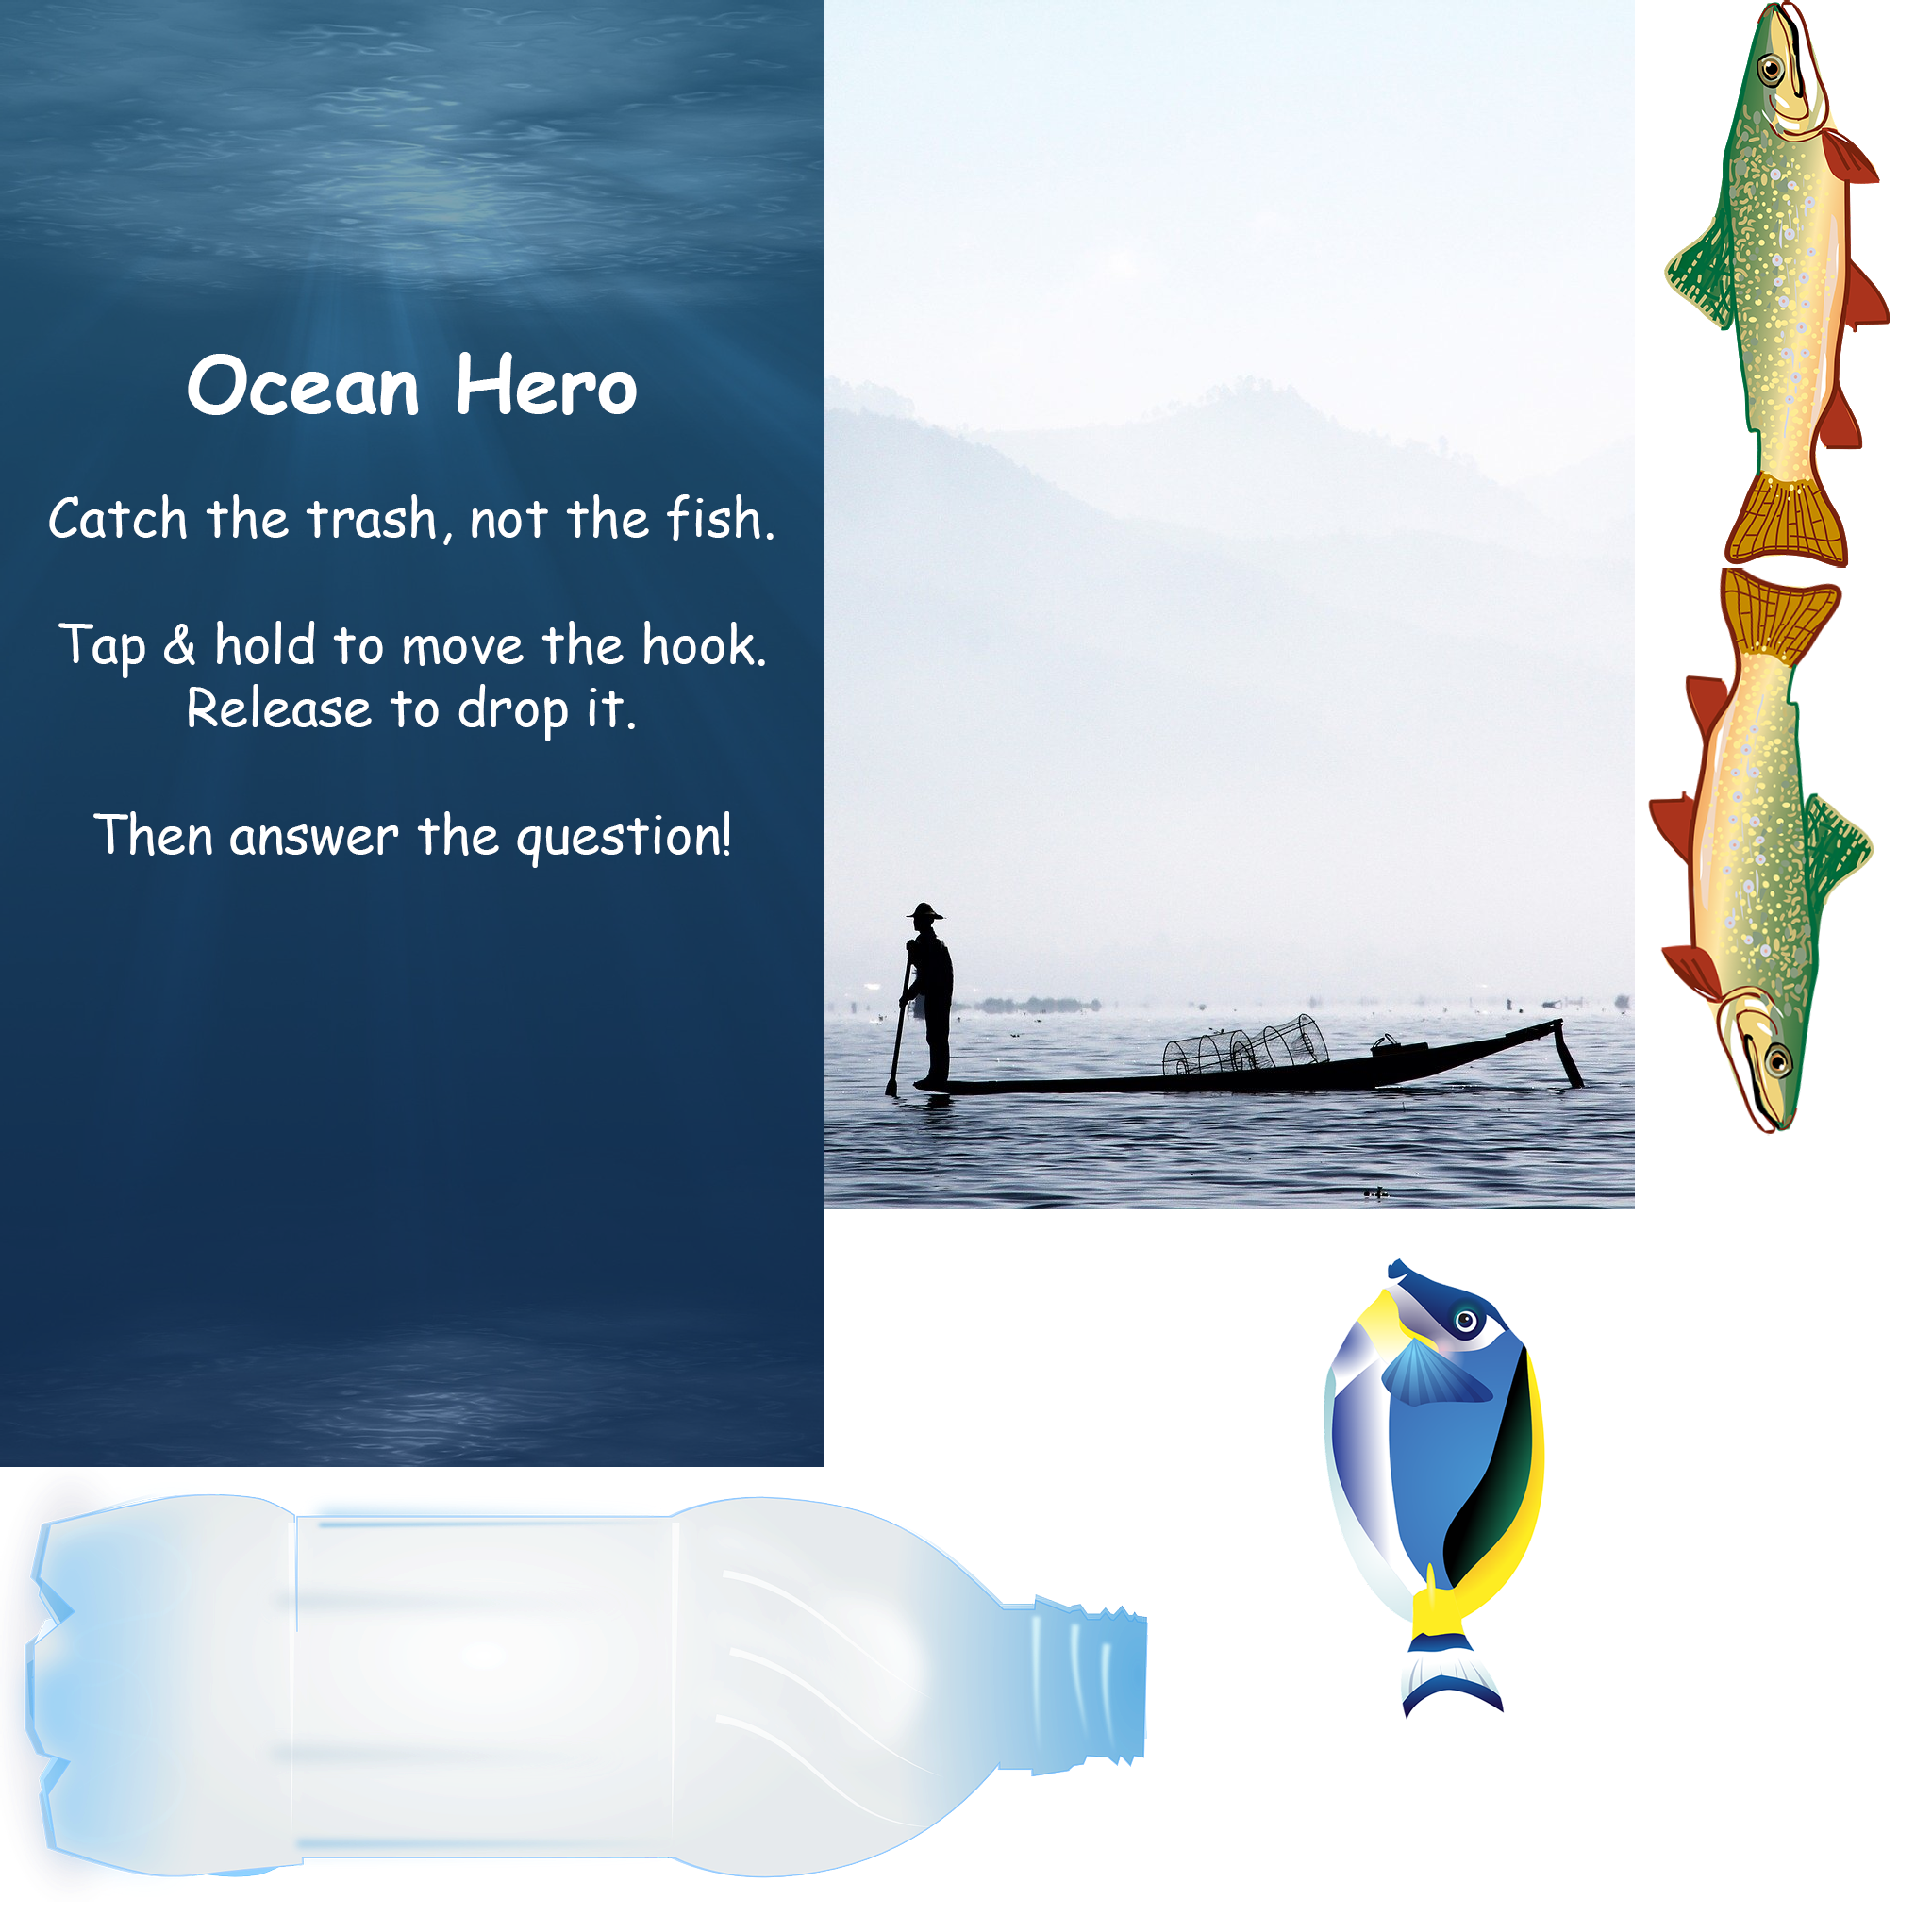 Ocean Hero
Catch the trash, not the fish.
Tap & hold to move the hook.
Release to drop it.
Then answer the question!